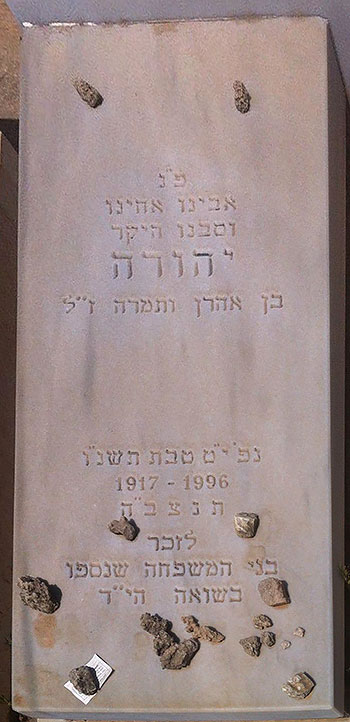 פ"נ
אבינו אחינו
וסבנו היקר
יהודה
בן אהרן ותמרה ז"ל
נפ' י"ט טבת תשנ"ו
1917 - 1996
ת נ צ ב "ה
לזכר
בני המשפחה שנספו
בשואה הי"ד